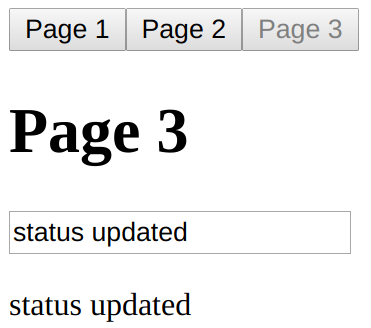 Page 1 Page 2 Page 3
Page 3
status updated
status updated